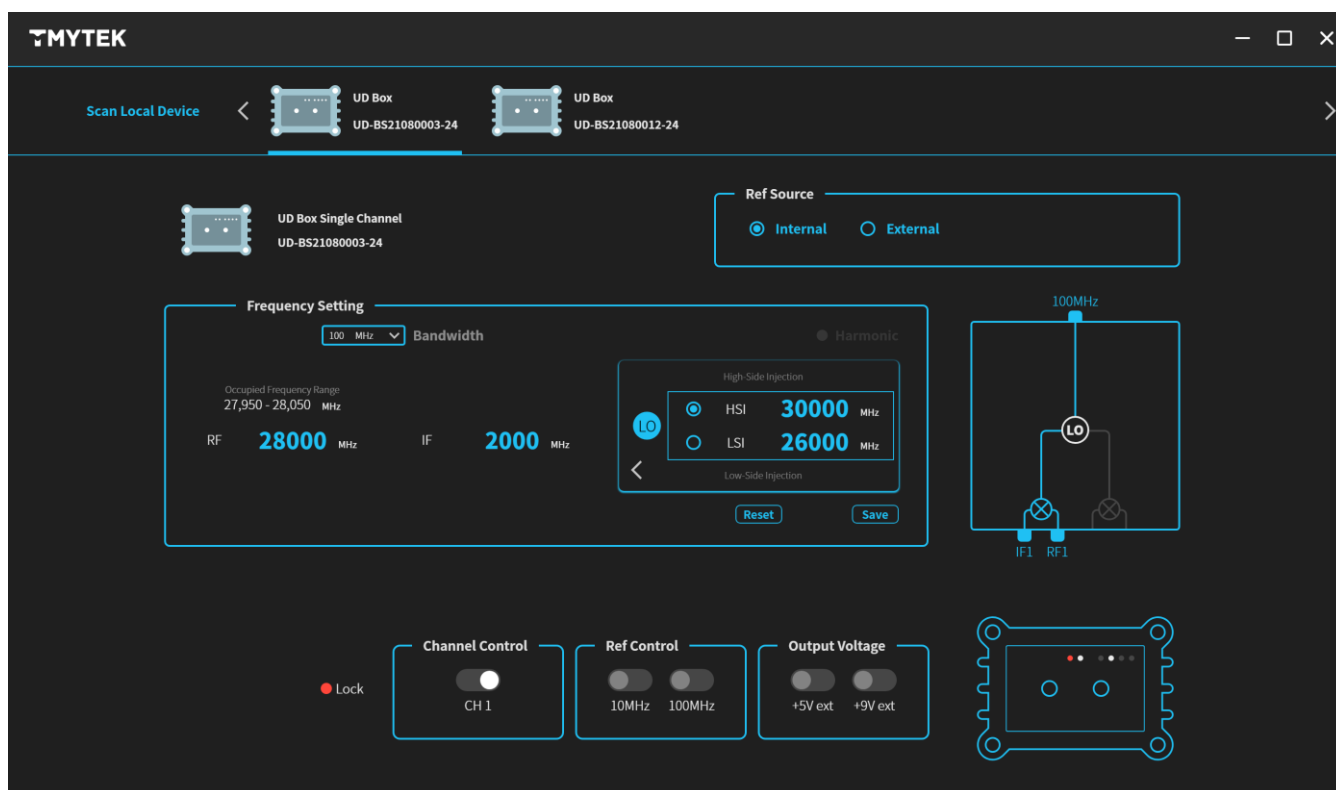 TMYTEK
Scan Local Device
UD Box
UD-BS21080003-24
UD Box
UD-BS21080012-24
UD Box Single Channel
UD-BS21080003-24
Ref Source
Internal
External
Frequency Setting
100 MHz Bandwidth
Harmonic
Occupied Frequency Range
27,950 - 28,050 MHz
RF 28000 MHz
IF 2000 MHz
High-Side Injection
LO
HSI 30000 MHz
LSI 26000 MHz
Low-Side Injection
Reset
Save
100MHz
LO
IF1 RF1
Lock
Channel Control
CH 1
Ref Control
10MHz 100MHz
Output Voltage
+5V ext +9V ext